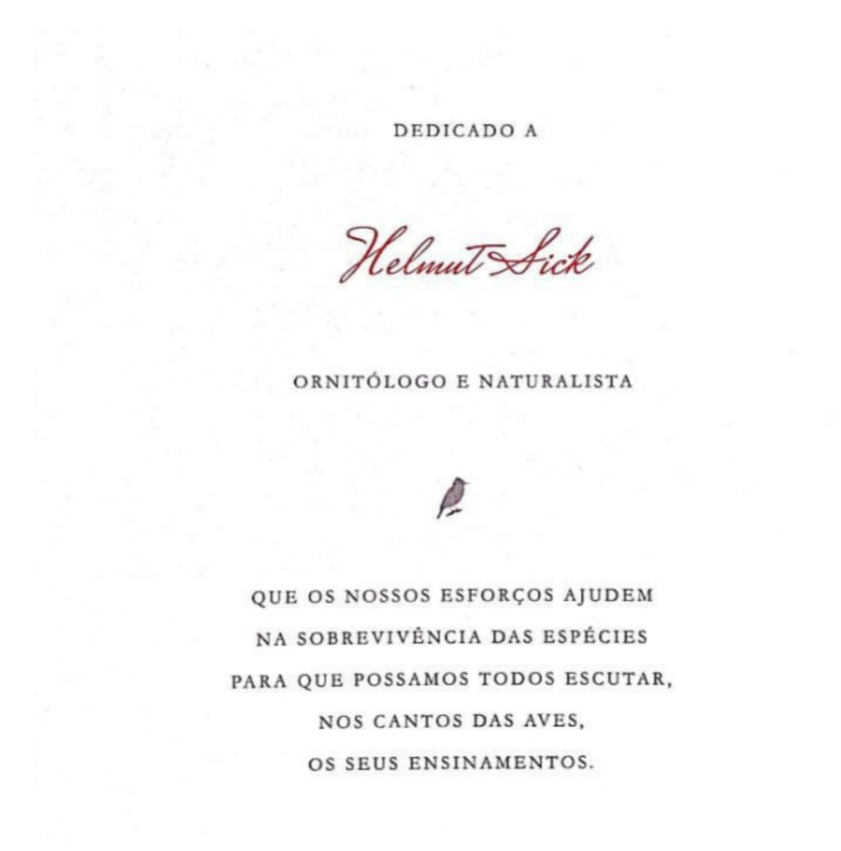 DEDICADO A
Helmut Sick
ORNITÓLOGO E NATURALISTA
QUE OS NOSSOS ESFORÇOS AJUDEM
NA SOBREVIVÊNCIA DAS ESPÉCIES
PARA QUE POSSAMOS TODOS ESCUTAR,
NOS CANTOS DAS AVES,
OS SEUS ENSINAMENTOS.